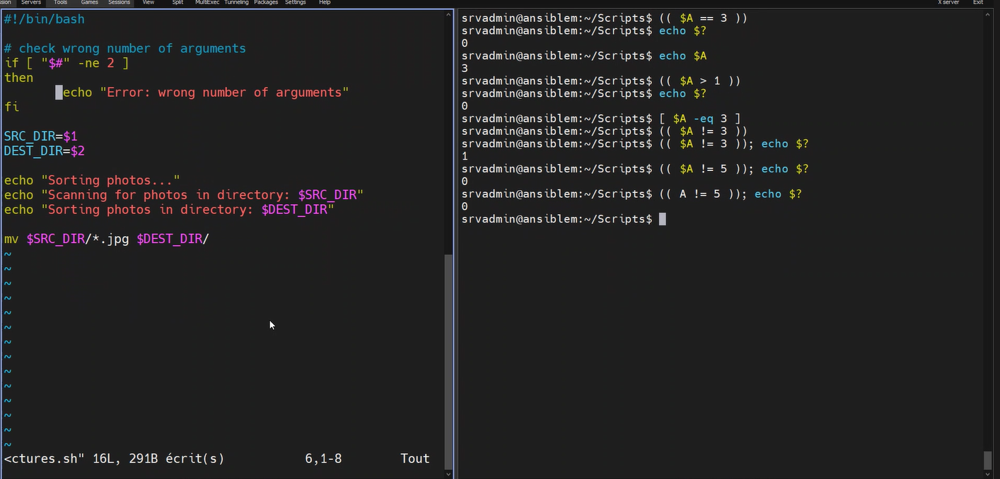 ssion Servers Tools Games Sessions View Split MultiExec Tunneling Packages Settings Help X server Exit
#!/bin/bash
# check wrong number of arguments
if [ "$#" -ne 2 ]
then
echo "Error: wrong number of arguments"
fi
SRC_DIR=$1
DEST_DIR=$2
echo "Sorting photos..."
echo "Scanning for photos in directory: $SRC_DIR"
echo "Sorting photos in directory: $DEST_DIR"
mv $SRC_DIR/*.jpg $DEST_DIR/
~
~
~
~
~
~
~
~
~
~
~
~
~
~
<ctures.sh" 16L, 291B écrit(s) 6,1-8 Tout
srvadmin@ansiblem:~/Scripts$ (( $A == 3 ))
srvadmin@ansiblem:~/Scripts$ echo $?
0
srvadmin@ansiblem:~/Scripts$ echo $A
3
srvadmin@ansiblem:~/Scripts$ (( $A > 1 ))
srvadmin@ansiblem:~/Scripts$ echo $?
0
srvadmin@ansiblem:~/Scripts$ [ $A -eq 3 ]
srvadmin@ansiblem:~/Scripts$ (( $A != 3 ))
srvadmin@ansiblem:~/Scripts$ (( $A != 3 )); echo $?
1
srvadmin@ansiblem:~/Scripts$ (( $A != 5 )); echo $?
0
srvadmin@ansiblem:~/Scripts$ (( A != 5 )); echo $?
0
srvadmin@ansiblem:~/Scripts$